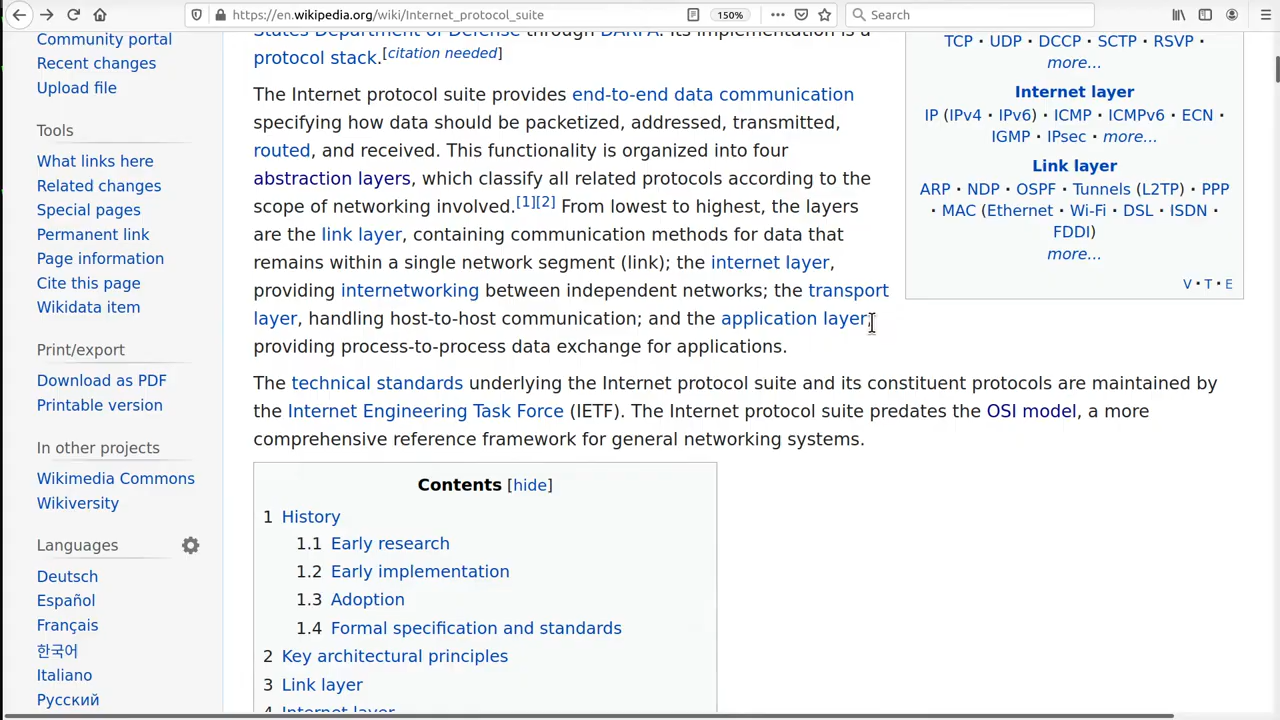 https://en.wikipedia.org/wiki/Internet_protocol_suite
150%
Search
Community portal
Recent changes
Upload file
Tools
What links here
Related changes
Special pages
Permanent link
Page information
Cite this page
Wikidata item
Print/export
Download as PDF
Printable version
In other projects
Wikimedia Commons
Wikiversity
Languages
Deutsch
Español
Français
한국어
Italiano
Русский
States Department of Defense through DARPA. Its implementation is a
protocol stack.[citation needed]
The Internet protocol suite provides end-to-end data communication
specifying how data should be packetized, addressed, transmitted,
routed, and received. This functionality is organized into four
abstraction layers, which classify all related protocols according to the
scope of networking involved.[1][2] From lowest to highest, the layers
are the link layer, containing communication methods for data that
remains within a single network segment (link); the internet layer,
providing internetworking between independent networks; the transport
layer, handling host-to-host communication; and the application layer,
providing process-to-process data exchange for applications.
The technical standards underlying the Internet protocol suite and its constituent protocols are maintained by
the Internet Engineering Task Force (IETF). The Internet protocol suite predates the OSI model, a more
comprehensive reference framework for general networking systems.
Contents [hide]
1 History
1.1 Early research
1.2 Early implementation
1.3 Adoption
1.4 Formal specification and standards
2 Key architectural principles
3 Link layer
4 Internet layer
TCP · UDP · DCCP · SCTP · RSVP ·
more...
Internet layer
IP (IPv4 · IPv6) · ICMP · ICMPv6 · ECN ·
IGMP · IPsec · more...
Link layer
ARP · NDP · OSPF · Tunnels (L2TP) · PPP
· MAC (Ethernet · Wi-Fi · DSL · ISDN ·
FDDI)
more...
V · T · E